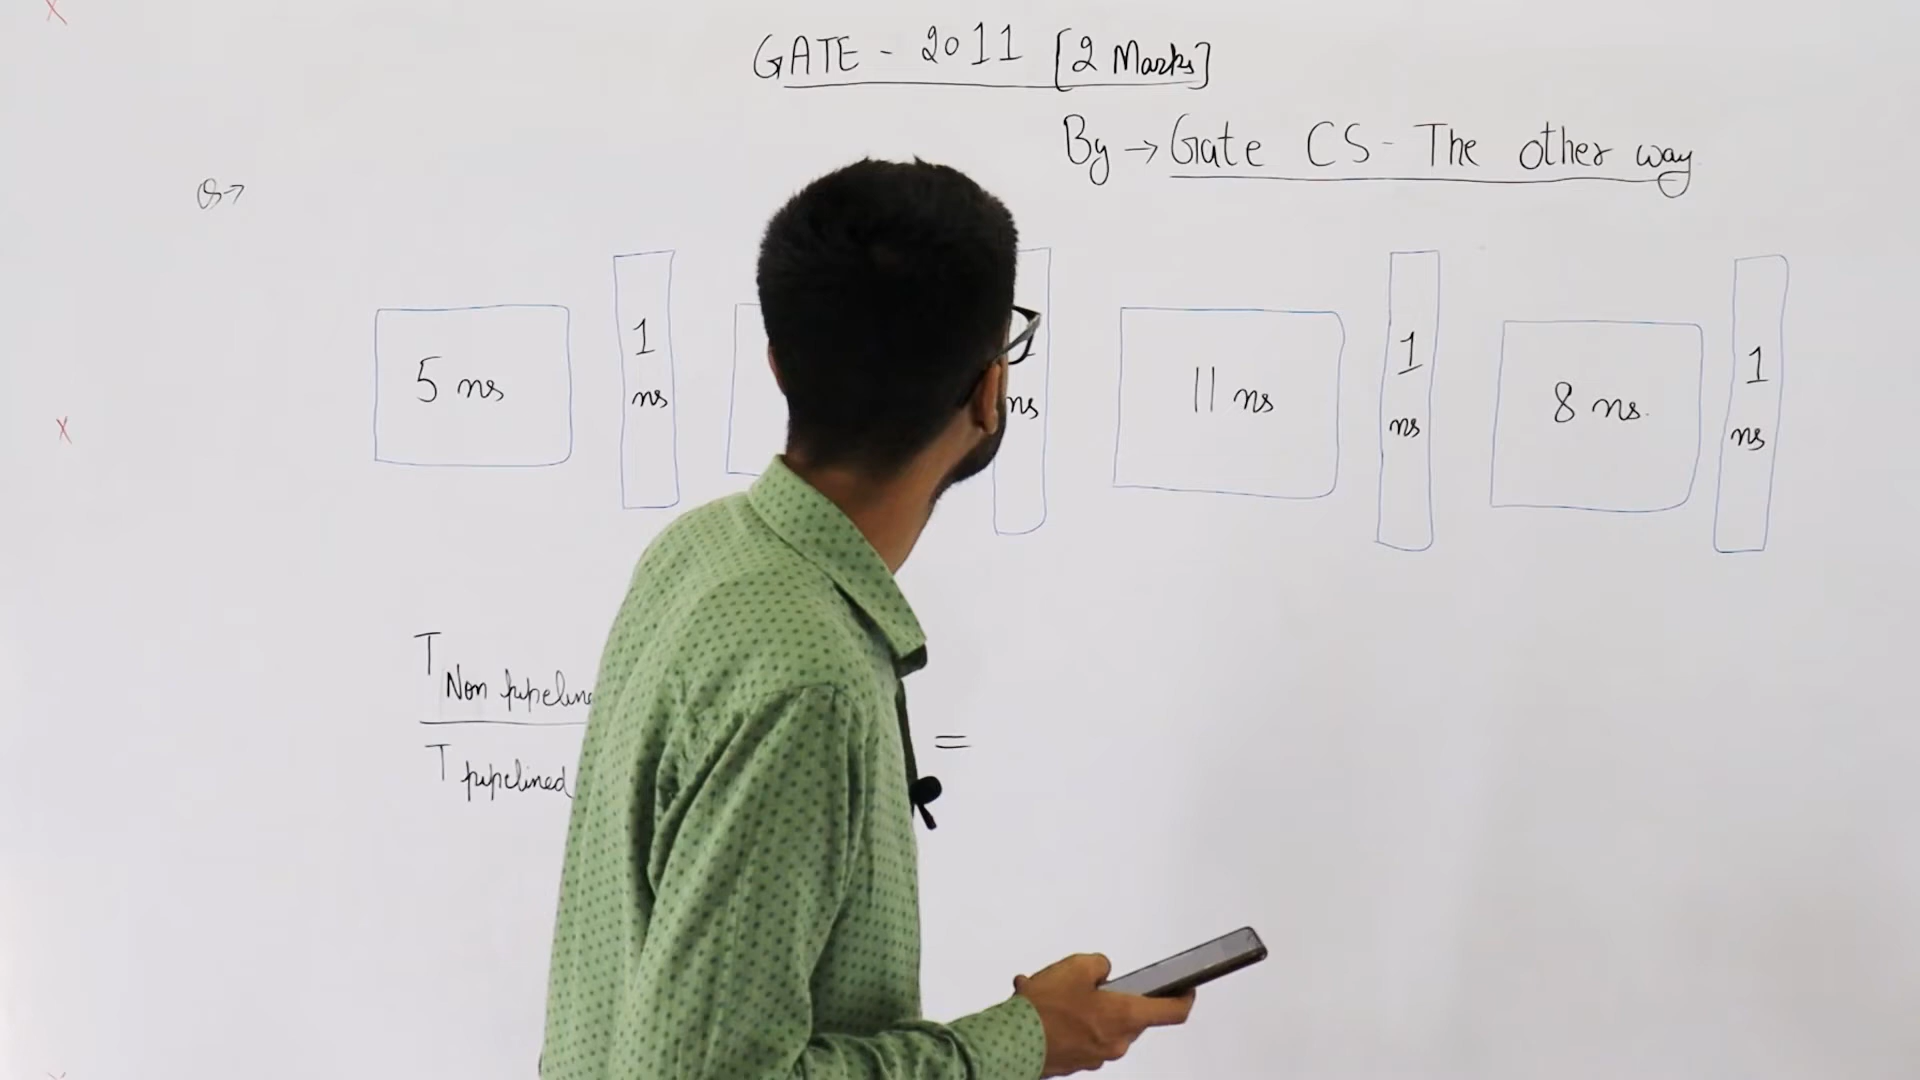 GATE - 2011 [2 Marks]
By → Gate CS - The other way
Q→
5 ns
1 ns
ns
11 ns
1 ns
8 ns.
1 ns
T Non pipeline
T pipelined
=